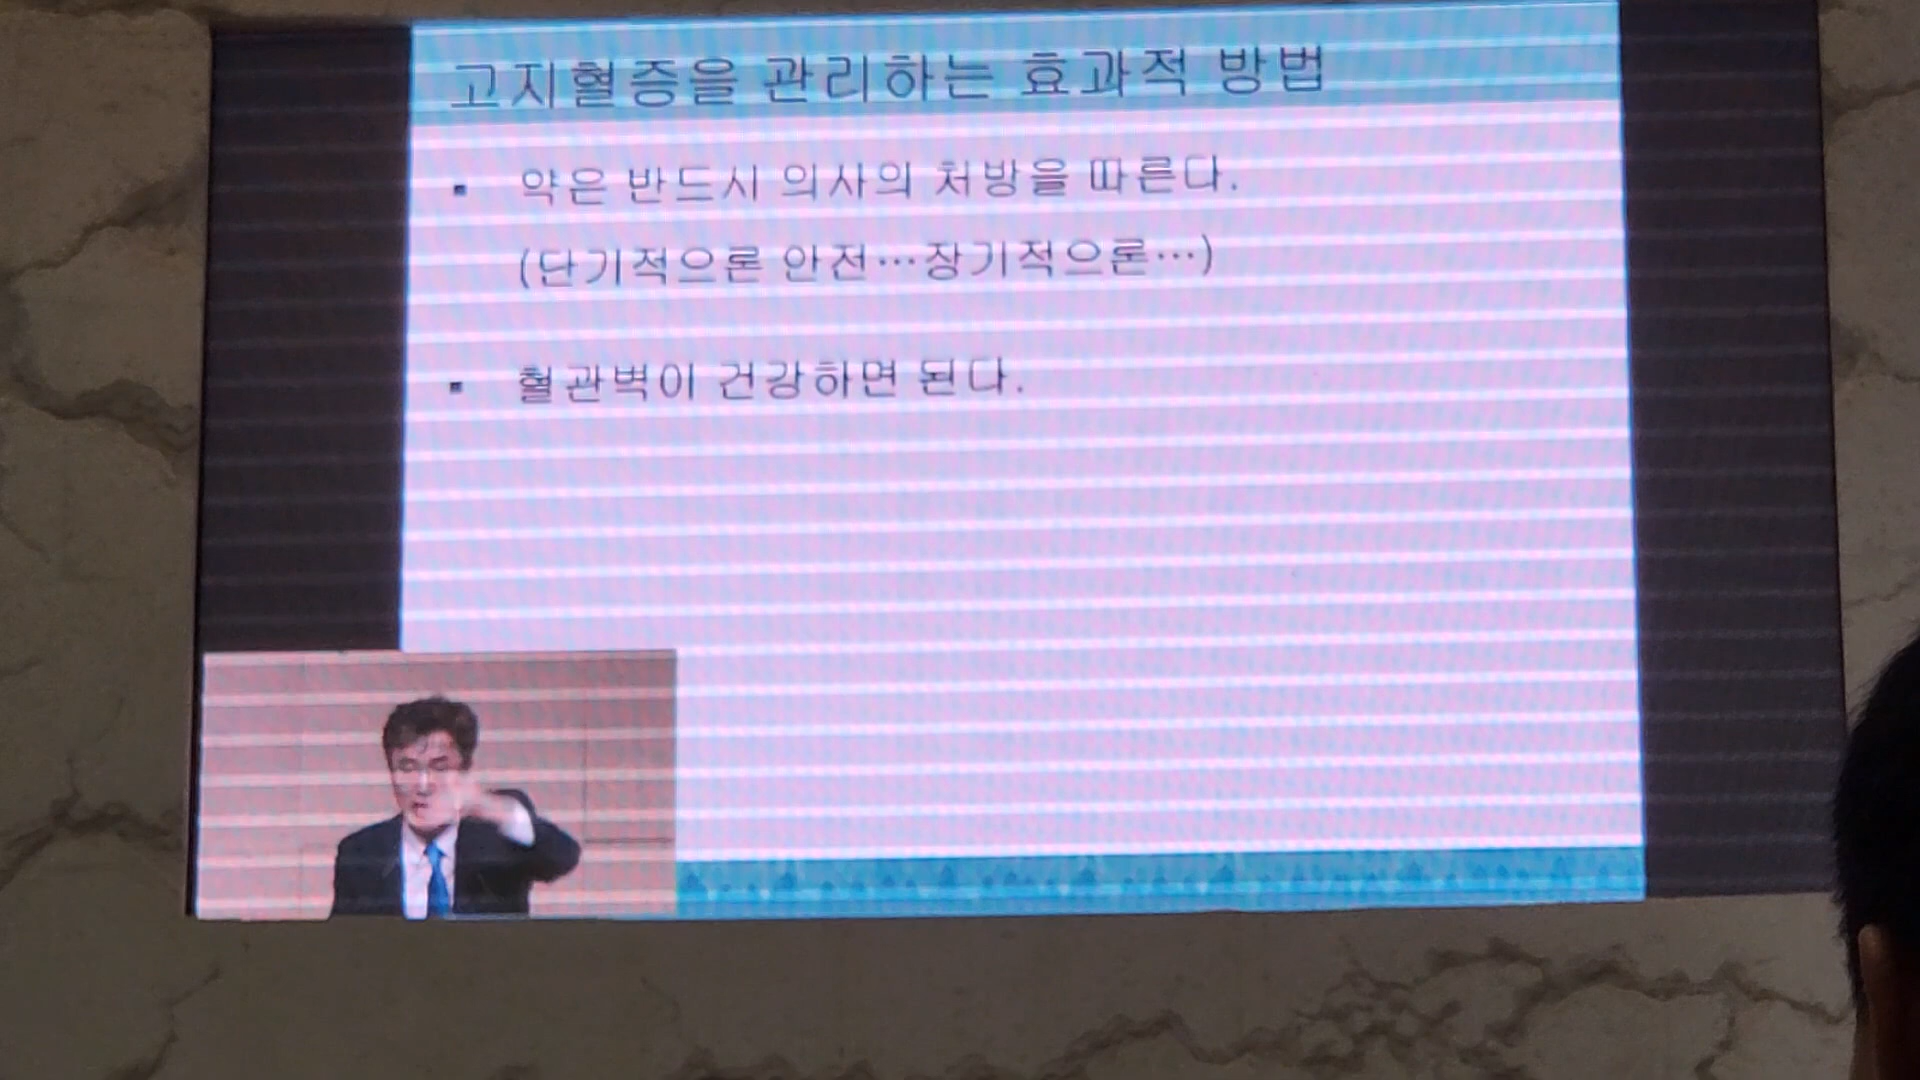 고지혈증을 관리하는 효과적 방법
▪ 약은 반드시 의사의 처방을 따른다.
(단기적으론 안전…장기적으론…)
▪ 혈관벽이 건강하면 된다.